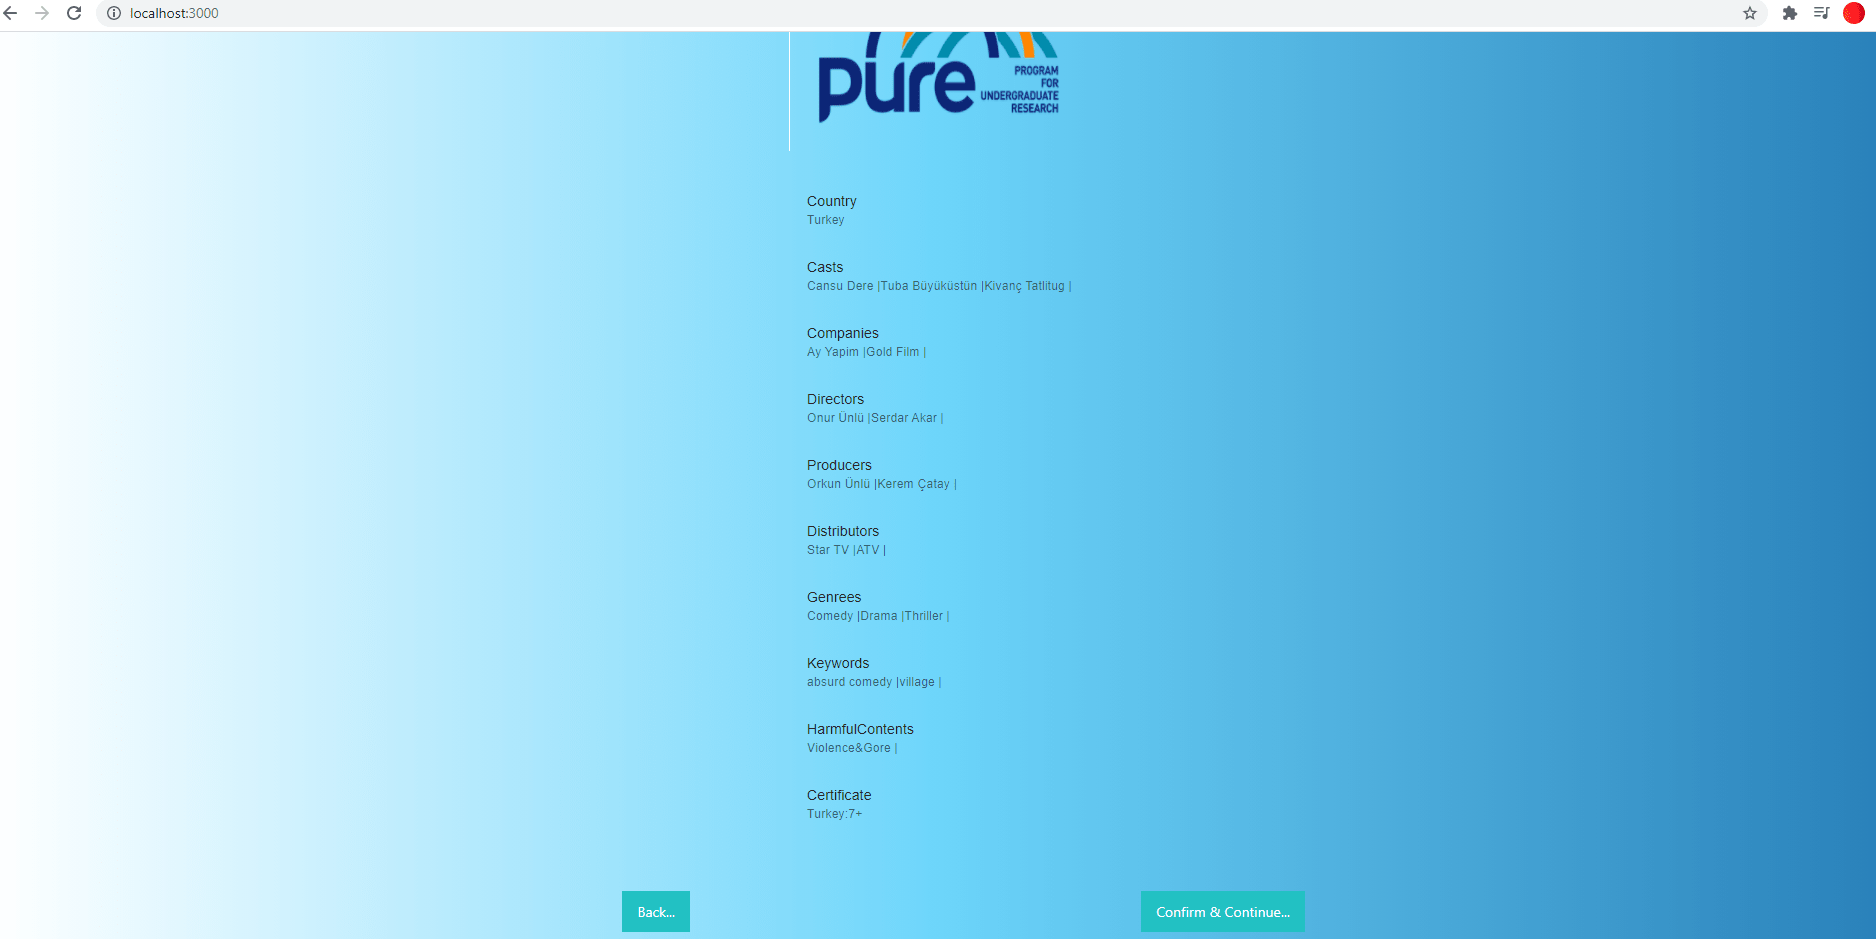 localhost:3000
pure
PROGRAM
FOR
UNDERGRADUATE
RESEARCH
Country
Turkey
Casts
Cansu Dere |Tuba Büyüküstün |Kivanç Tatlitug |
Companies
Ay Yapim |Gold Film |
Directors
Onur Ünlü |Serdar Akar |
Producers
Orkun Ünlü |Kerem Çatay |
Distributors
Star TV |ATV |
Genrees
Comedy |Drama |Thriller |
Keywords
absurd comedy |village |
HarmfulContents
Violence&Gore |
Certificate
Turkey:7+
Back...
Confirm & Continue...